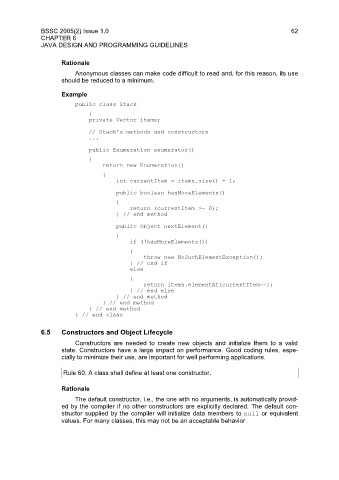 BSSC 2005(2) Issue 1.0 62
CHAPTER 6
JAVA DESIGN AND PROGRAMMING GUIDELINES
Rationale
Anonymous classes can make code difficult to read and, for this reason, its use
should be reduced to a minimum.
Example
public class Stack
{
private Vector items;
// Stack's methods and constructors
...
public Enumeration enumerator()
{
return new Enumeration()
{
int currentItem = items.size() - 1;
public boolean hasMoreElements()
{
return (currentItem >= 0);
} // end method
public Object nextElement()
{
if (!hasMoreElements())
{
throw new NoSuchElementException();
} // end if
else
{
return items.elementAt(currentItem--);
} // end else
} // end method
} // end method
} // end method
} // end class
6.5 Constructors and Object Lifecycle
Constructors are needed to create new objects and initialize them to a valid
state. Constructors have a large impact on performance. Good coding rules, espe-
cially to minimize their use, are important for well performing applications.
Rule 60: A class shall define at least one constructor.
Rationale
The default constructor, i.e., the one with no arguments, is automatically provid-
ed by the compiler if no other constructors are explicitly declared. The default con-
structor supplied by the compiler will initialize data members to null or equivalent
values. For many classes, this may not be an acceptable behavior.